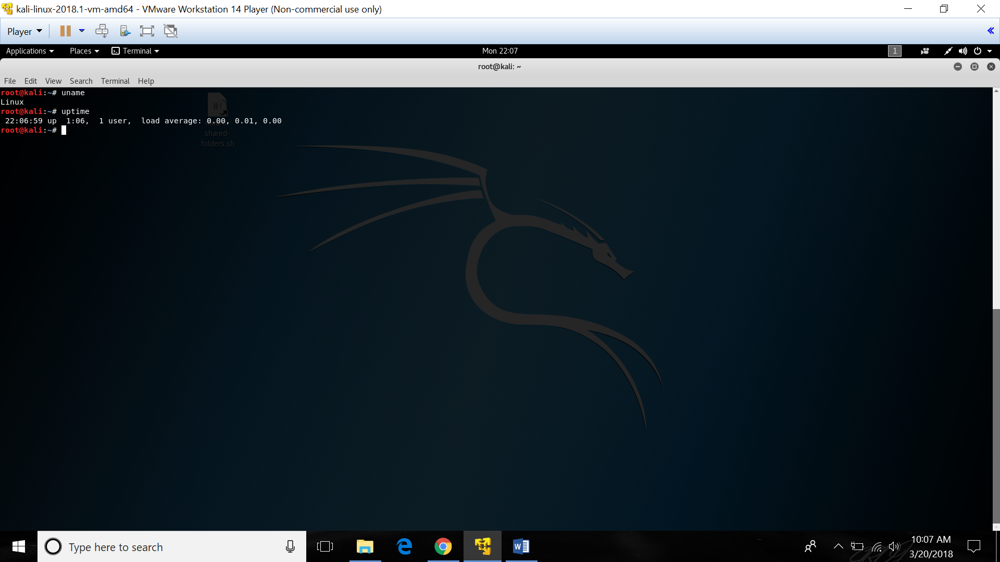 kali-linux-2018.1-vm-amd64 - VMware Workstation 14 Player (Non-commercial use only)
Player
Applications Places Terminal Mon 22:07 1
root@kali: ~
File Edit View Search Terminal Help
root@kali:~# uname
Linux
root@kali:~# uptime
 22:06:59 up  1:06,  1 user,  load average: 0.00, 0.01, 0.00
root@kali:~#
#!
mount-
shared-
folders.sh
Type here to search
10:07 AM
3/20/2018